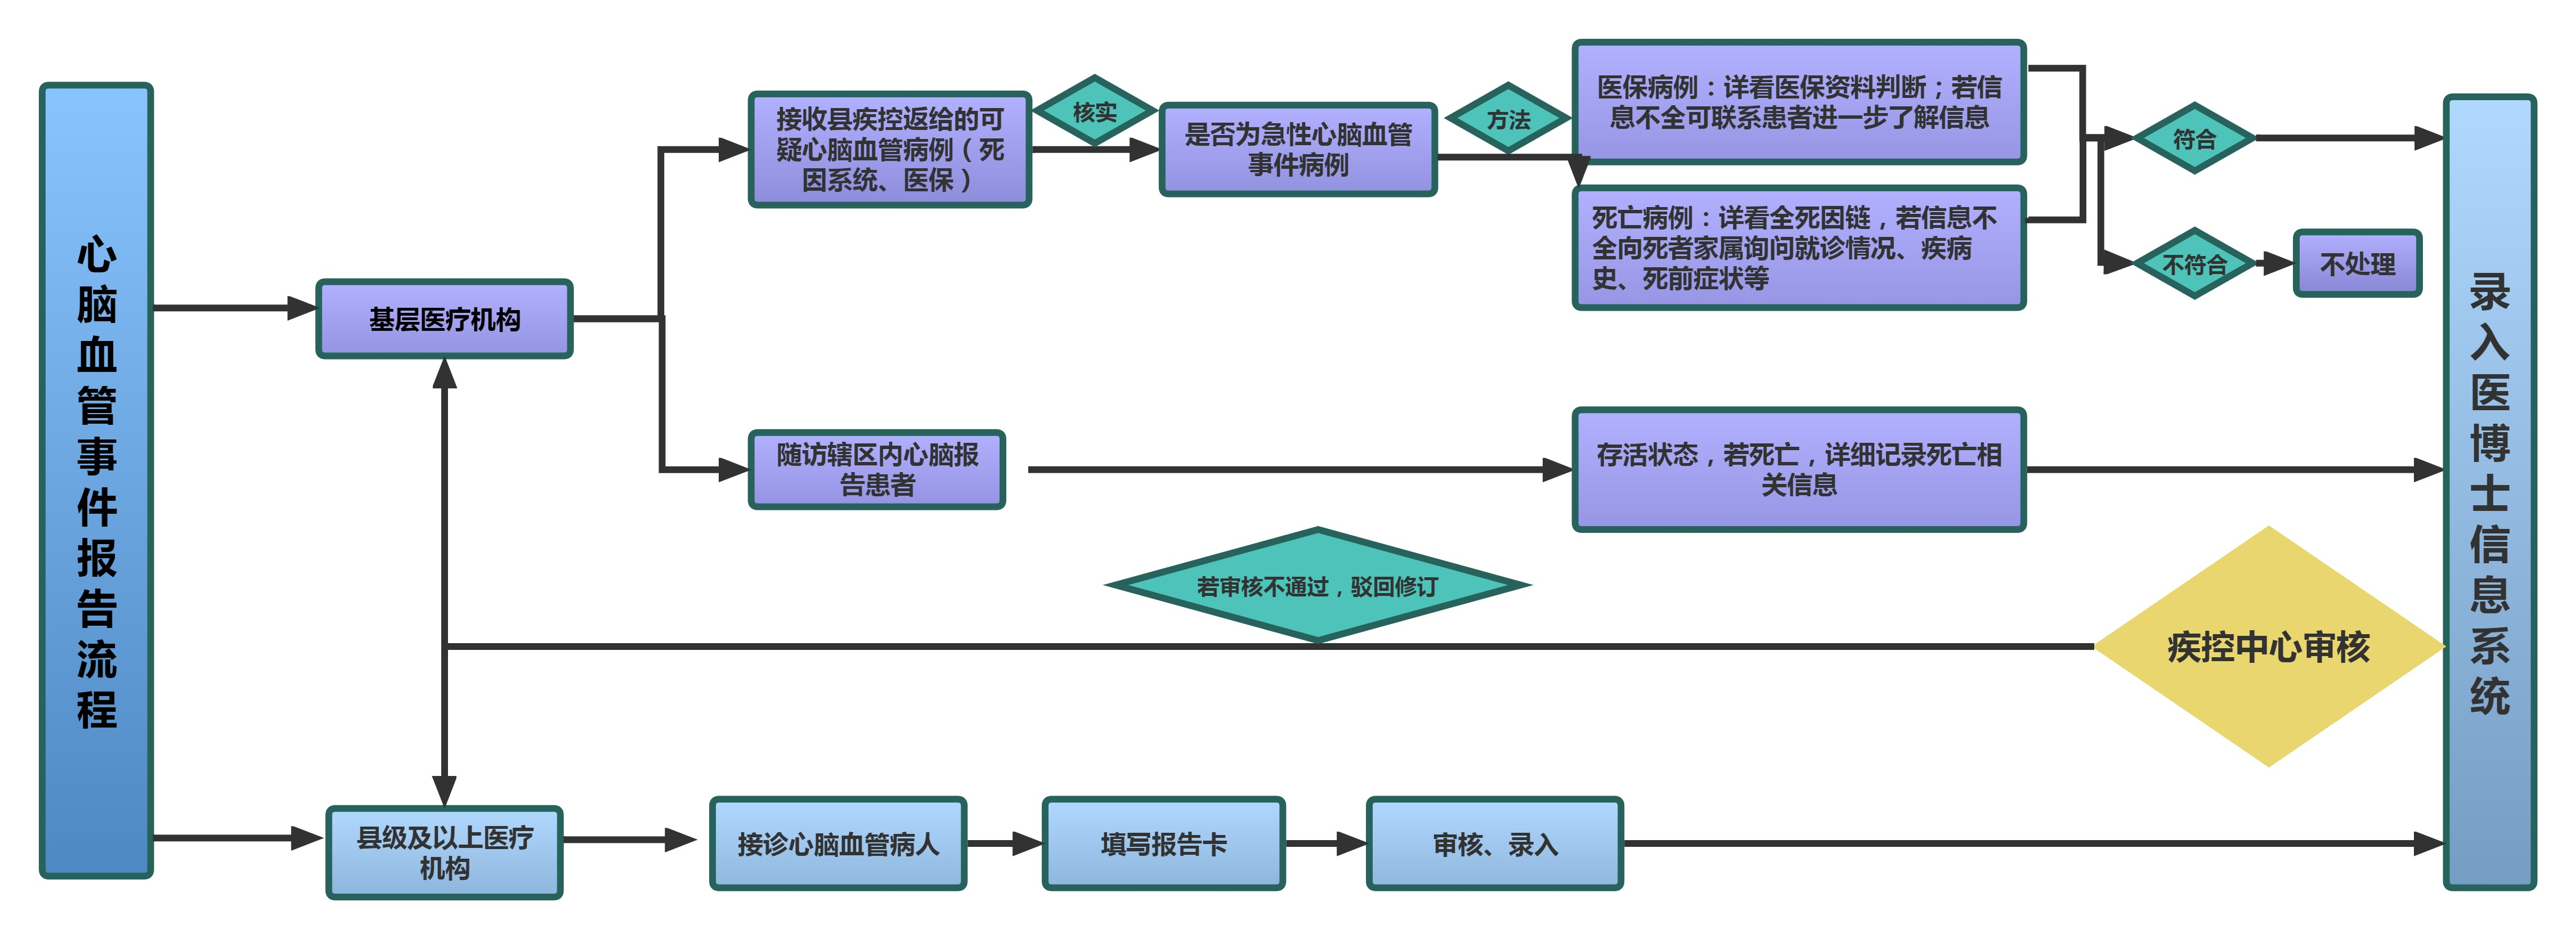 心脑血管事件报告流程
基层医疗机构
接收县疾控返给的可
疑心脑血管病例（死
因系统、医保）
核实
是否为急性心脑血管
事件病例
方法
医保病例：详看医保资料判断；若信
息不全可联系患者进一步了解信息
死亡病例：详看全死因链，若信息不
全向死者家属询问就诊情况、疾病
史、死前症状等
符合
不符合
不处理
随访辖区内心脑报
告患者
存活状态，若死亡，详细记录死亡相
关信息
若审核不通过，驳回修订
疾控中心审核
县级及以上医疗
机构
接诊心脑血管病人
填写报告卡
审核、录入
录入医博士信息系统